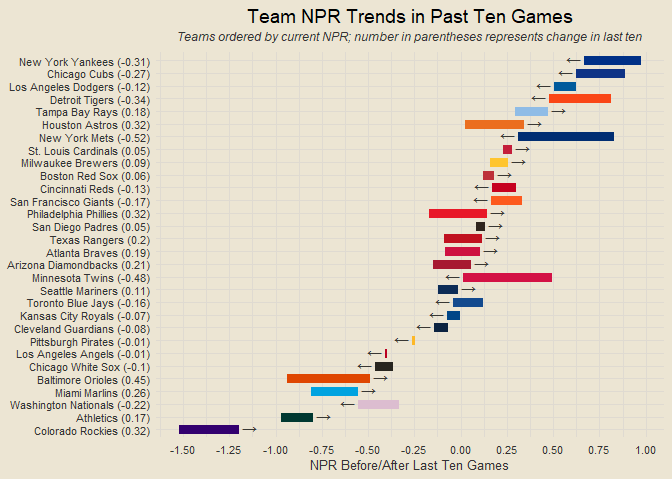 Team NPR Trends in Past Ten Games
Teams ordered by current NPR; number in parentheses represents change in last ten
New York Yankees (-0.31)
Chicago Cubs (-0.27)
Los Angeles Dodgers (-0.12)
Detroit Tigers (-0.34)
Tampa Bay Rays (0.18)
Houston Astros (0.32)
New York Mets (-0.52)
St. Louis Cardinals (0.05)
Milwaukee Brewers (0.09)
Boston Red Sox (0.06)
Cincinnati Reds (-0.13)
San Francisco Giants (-0.17)
Philadelphia Phillies (0.32)
San Diego Padres (0.05)
Texas Rangers (0.2)
Atlanta Braves (0.19)
Arizona Diamondbacks (0.21)
Minnesota Twins (-0.48)
Seattle Mariners (0.11)
Toronto Blue Jays (-0.16)
Kansas City Royals (-0.07)
Cleveland Guardians (-0.08)
Pittsburgh Pirates (-0.01)
Los Angeles Angels (-0.01)
Chicago White Sox (-0.1)
Baltimore Orioles (0.45)
Miami Marlins (0.26)
Washington Nationals (-0.22)
Athletics (0.17)
Colorado Rockies (0.32)
-1.50 -1.25 -1.00 -0.75 -0.50 -0.25 0.00 0.25 0.50 0.75 1.00
NPR Before/After Last Ten Games